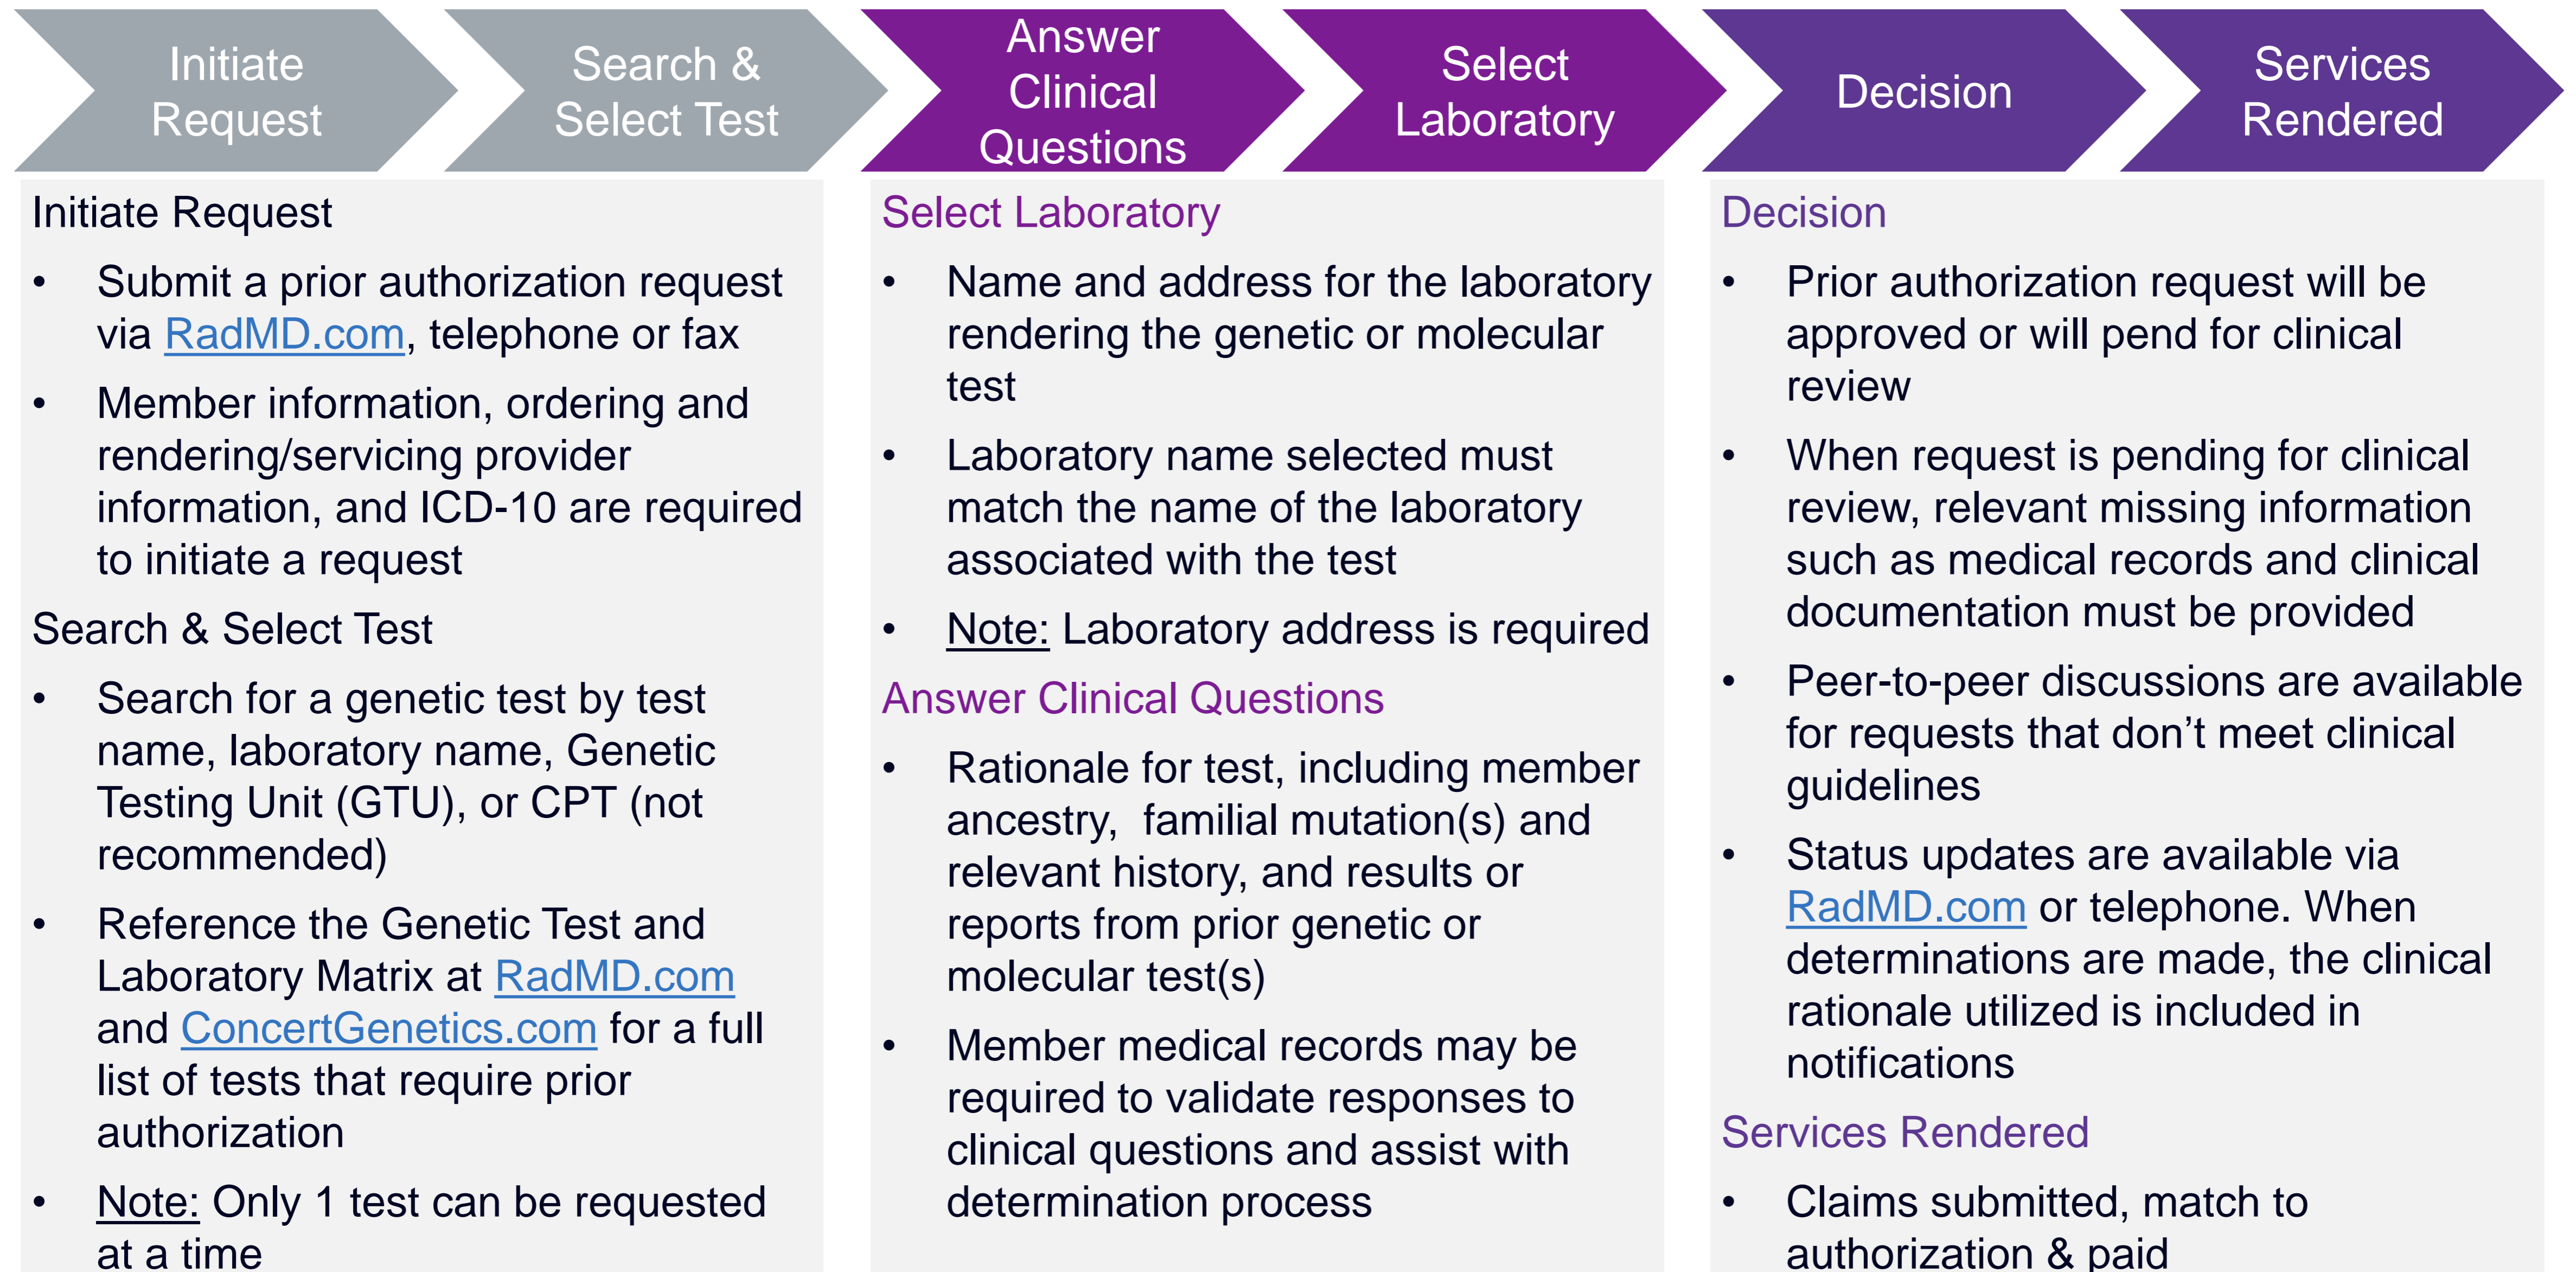 Initiate
Request
Search &
Select Test
Answer
Clinical
Questions
Select
Laboratory
Decision
Services
Rendered
Initiate Request
• Submit a prior authorization request
via RadMD.com, telephone or fax
• Member information, ordering and
rendering/servicing provider
information, and ICD-10 are required
to initiate a request
Search & Select Test
• Search for a genetic test by test
name, laboratory name, Genetic
Testing Unit (GTU), or CPT (not
recommended)
• Reference the Genetic Test and
Laboratory Matrix at RadMD.com
and ConcertGenetics.com for a full
list of tests that require prior
authorization
• Note: Only 1 test can be requested
at a time
Select Laboratory
• Name and address for the laboratory
rendering the genetic or molecular
test
• Laboratory name selected must
match the name of the laboratory
associated with the test
• Note: Laboratory address is required
Answer Clinical Questions
• Rationale for test, including member
ancestry, familial mutation(s) and
relevant history, and results or
reports from prior genetic or
molecular test(s)
• Member medical records may be
required to validate responses to
clinical questions and assist with
determination process
Decision
• Prior authorization request will be
approved or will pend for clinical
review
• When request is pending for clinical
review, relevant missing information
such as medical records and clinical
documentation must be provided
• Peer-to-peer discussions are available
for requests that don’t meet clinical
guidelines
• Status updates are available via
RadMD.com or telephone. When
determinations are made, the clinical
rationale utilized is included in
notifications
Services Rendered
• Claims submitted, match to
authorization & paid